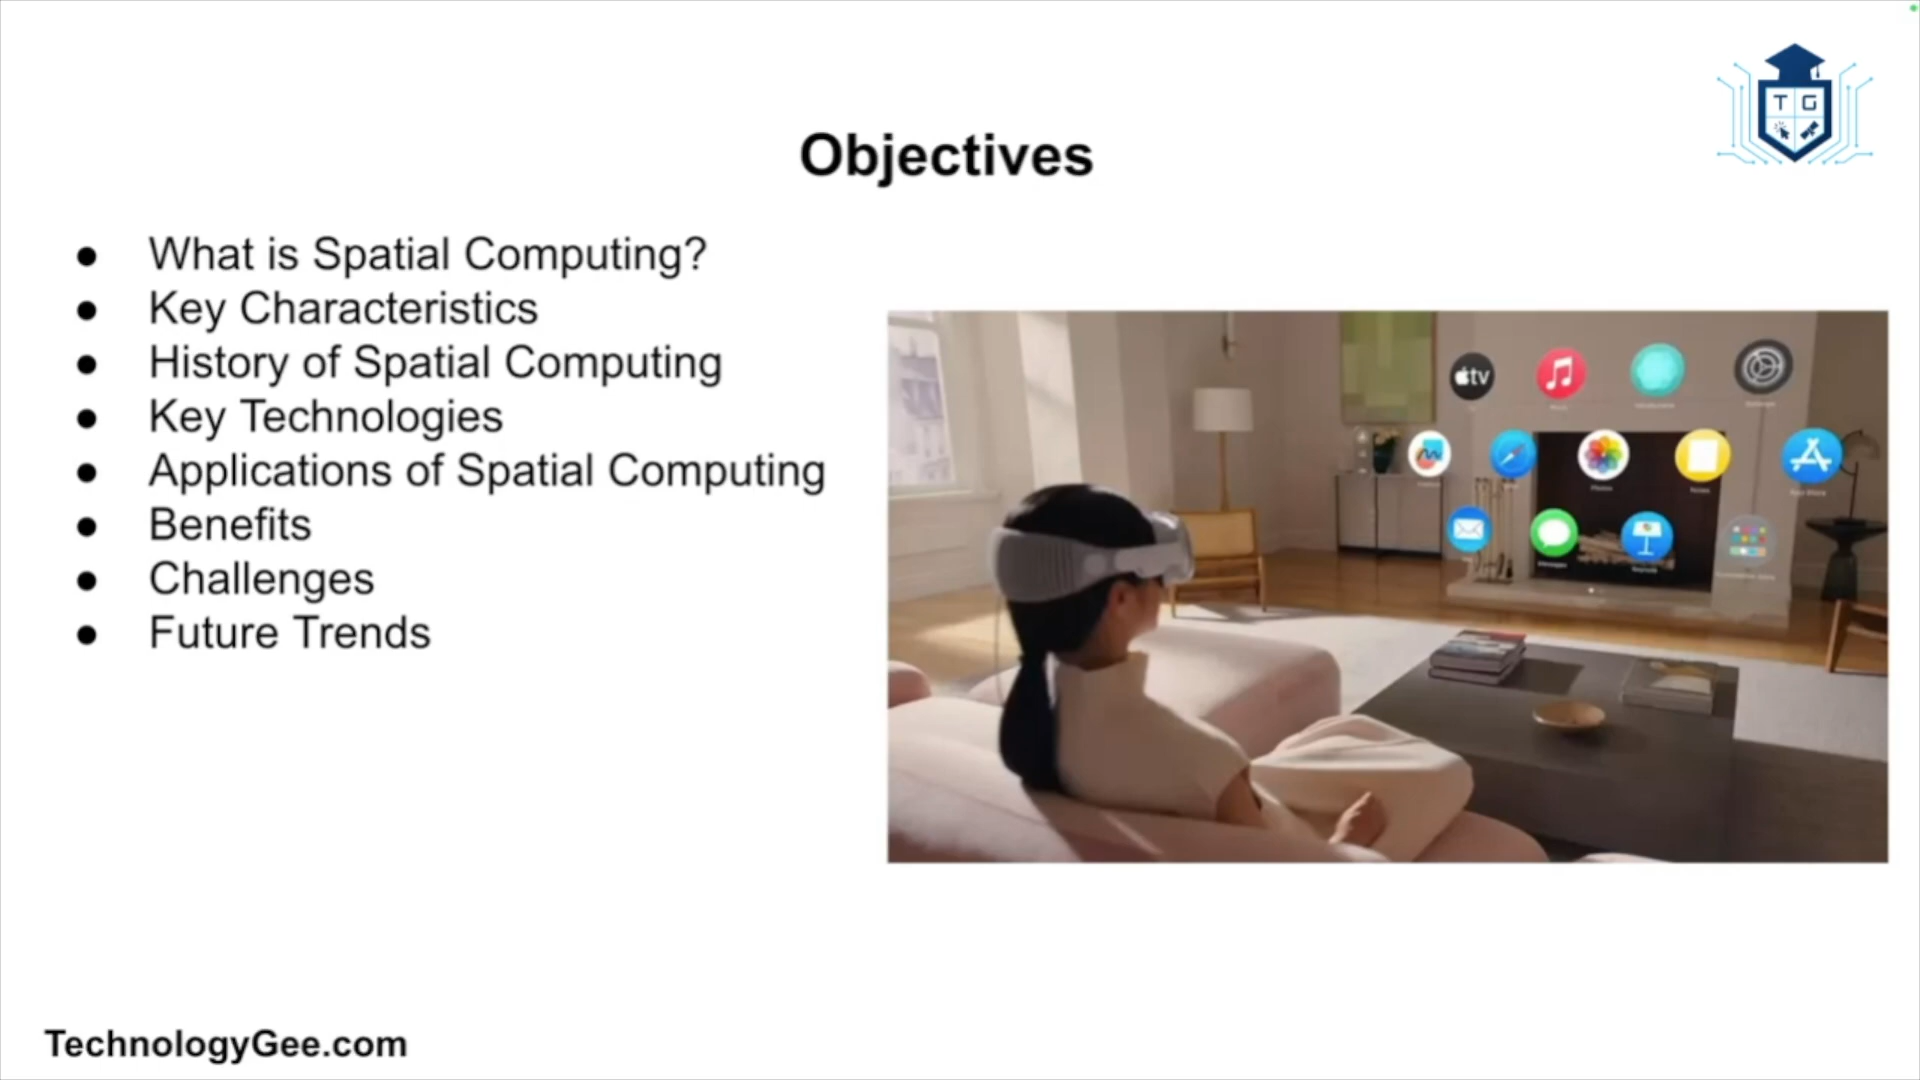 T G
Objectives
What is Spatial Computing?
Key Characteristics
History of Spatial Computing
Key Technologies
Applications of Spatial Computing
Benefits
Challenges
Future Trends
tv
TechnologyGee.com